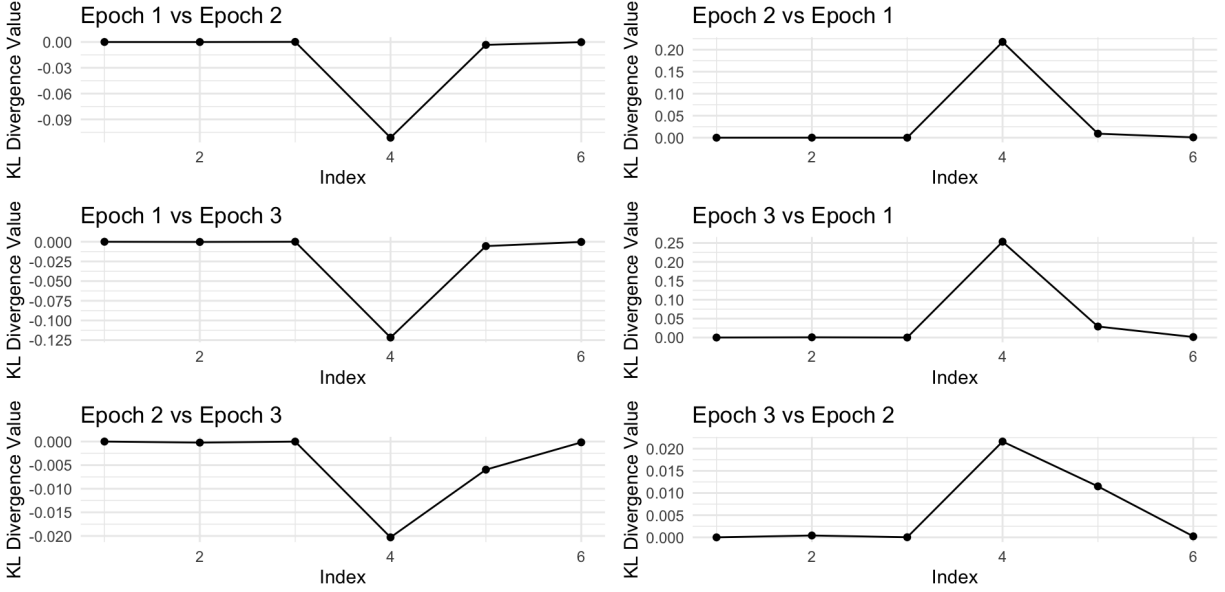 Epoch 1 vs Epoch 2
KL Divergence Value
0.00
-0.03
-0.06
-0.09
2
4
6
Index
Epoch 2 vs Epoch 1
KL Divergence Value
0.20
0.15
0.10
0.05
0.00
2
4
6
Index
Epoch 1 vs Epoch 3
KL Divergence Value
0.000
-0.025
-0.050
-0.075
-0.100
-0.125
2
4
6
Index
Epoch 3 vs Epoch 1
KL Divergence Value
0.25
0.20
0.15
0.10
0.05
0.00
2
4
6
Index
Epoch 2 vs Epoch 3
KL Divergence Value
0.000
-0.005
-0.010
-0.015
-0.020
2
4
6
Index
Epoch 3 vs Epoch 2
KL Divergence Value
0.020
0.015
0.010
0.005
0.000
2
4
6
Index